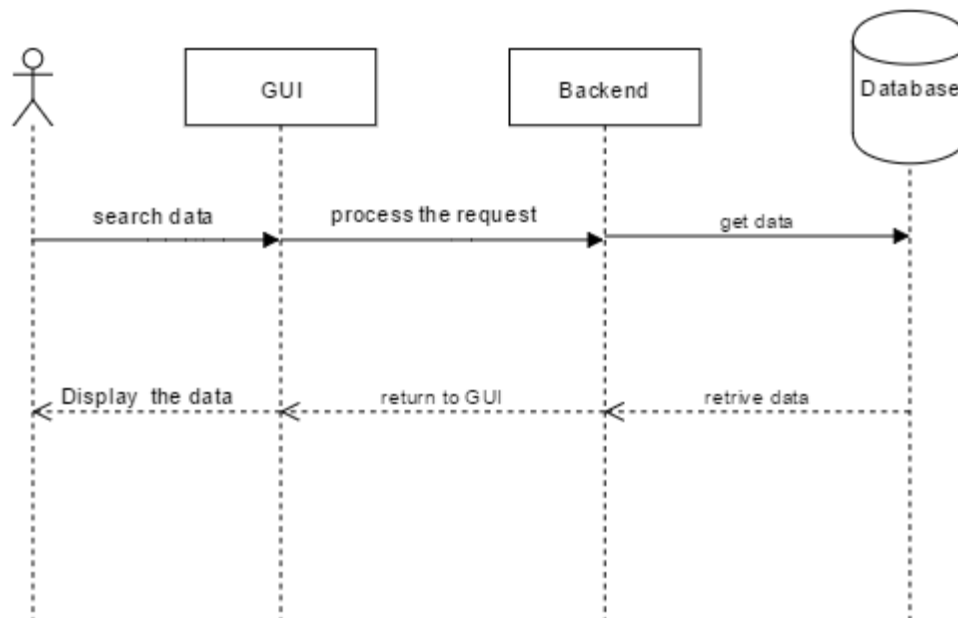 GUI
Backend
Database
search data
process the request
get data
Display the data
return to GUI
retrive data